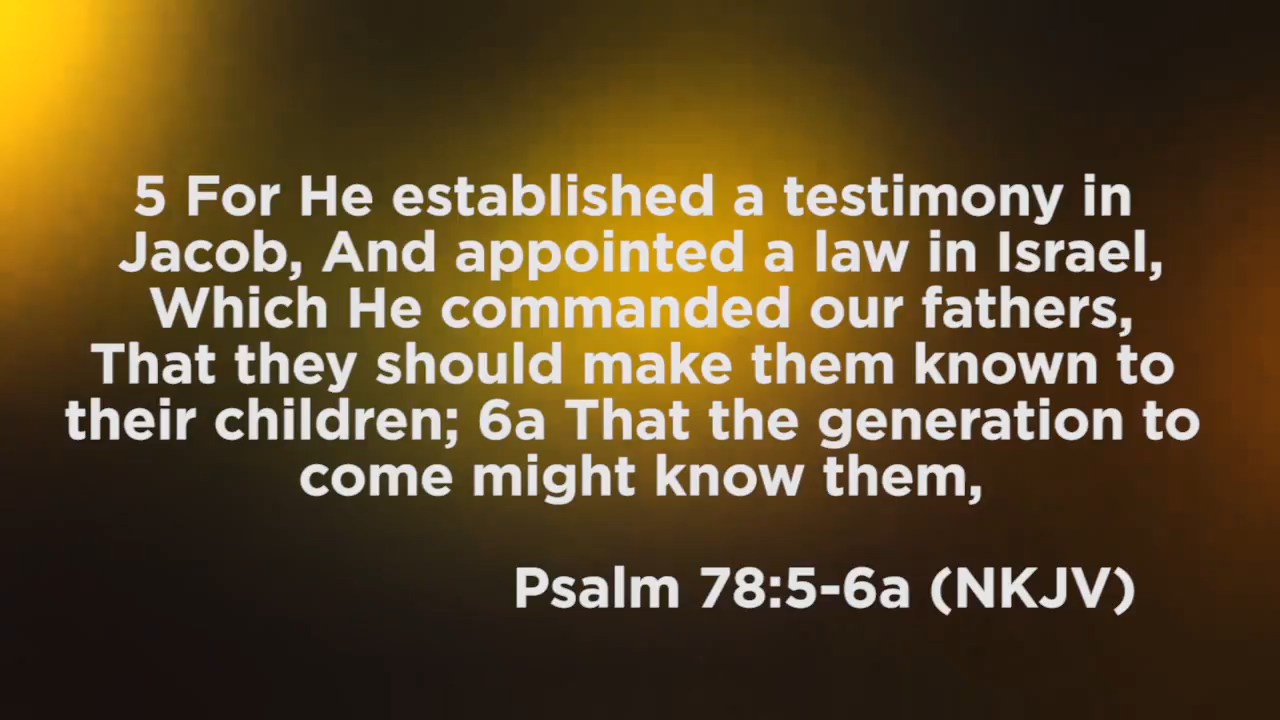 5 For He established a testimony in
Jacob, And appointed a law in Israel,
Which He commanded our fathers,
That they should make them known to
their children; 6a That the generation to
come might know them,
Psalm 78:5-6a (NKJV)